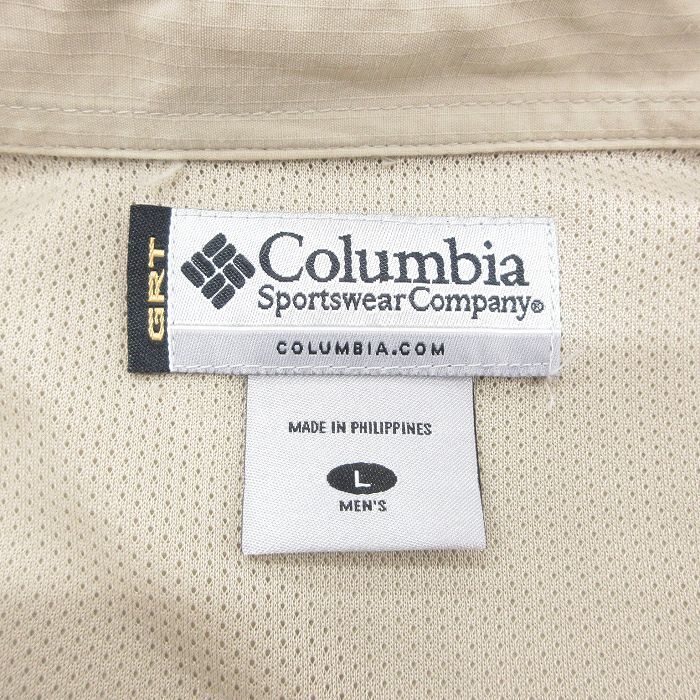 GRT
Columbia
Sportswear Company®
COLUMBIA.COM
MADE IN PHILIPPINES
L
MEN'S